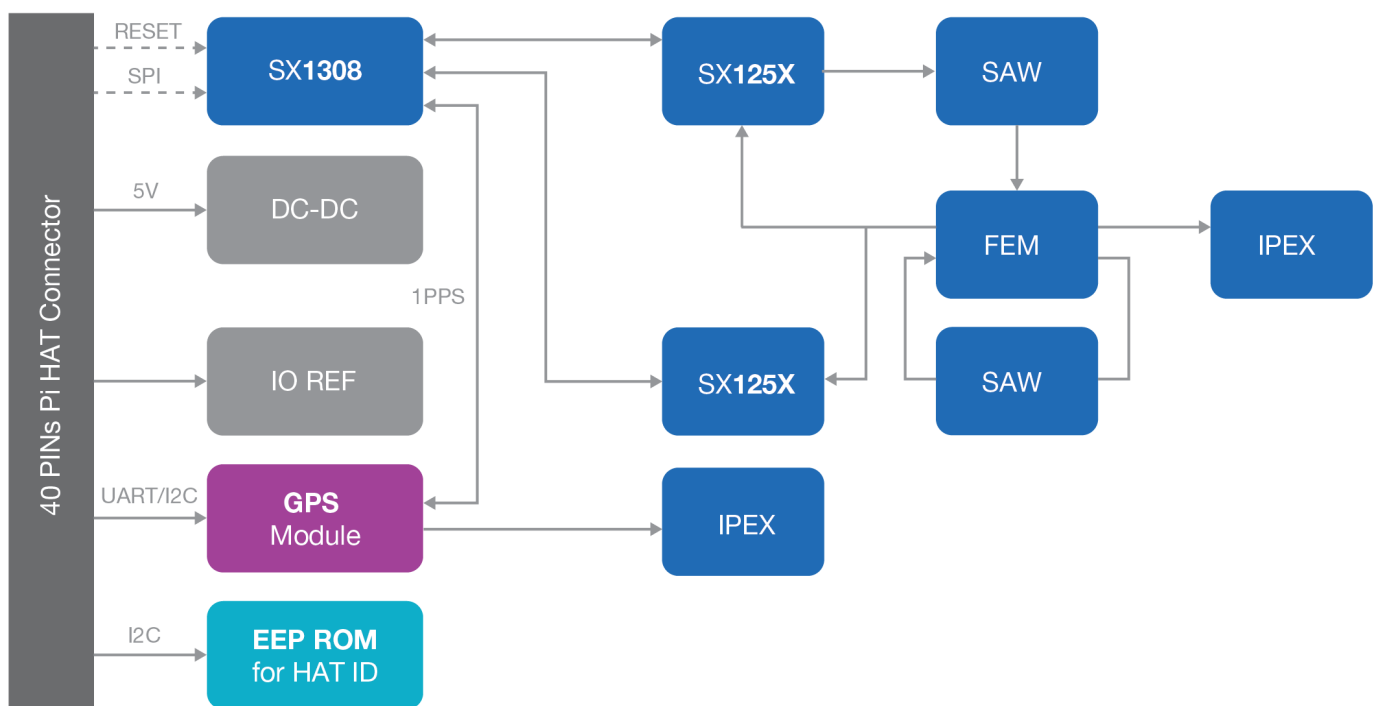 40 PINs Pi HAT Connector
RESET
SPI
SX1308
SX125X
SAW
5V
DC-DC
FEM
IPEX
1PPS
IO REF
SX125X
SAW
UART/I2C
GPS
Module
IPEX
I2C
EEP ROM
for HAT ID